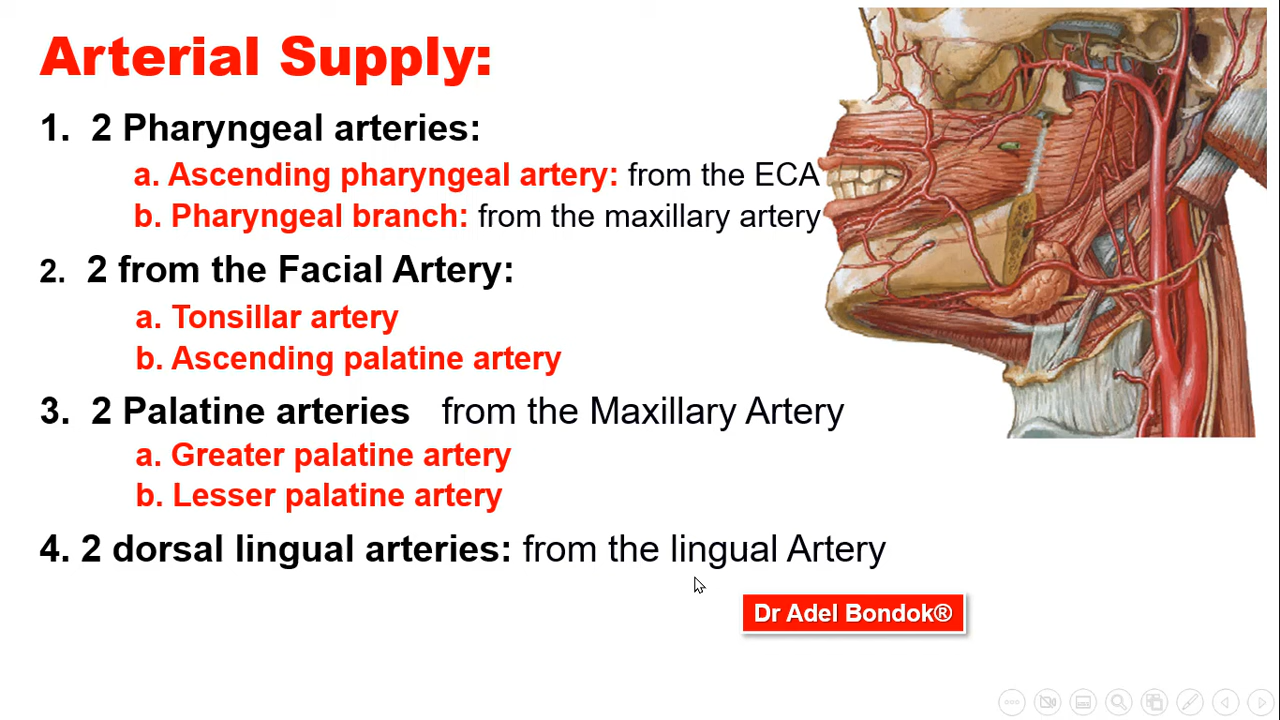 Arterial Supply:
1. 2 Pharyngeal arteries:
a. Ascending pharyngeal artery: from the ECA
b. Pharyngeal branch: from the maxillary artery
2. 2 from the Facial Artery:
a. Tonsillar artery
b. Ascending palatine artery
3. 2 Palatine arteries from the Maxillary Artery
a. Greater palatine artery
b. Lesser palatine artery
4. 2 dorsal lingual arteries: from the lingual Artery
Dr Adel Bondok®